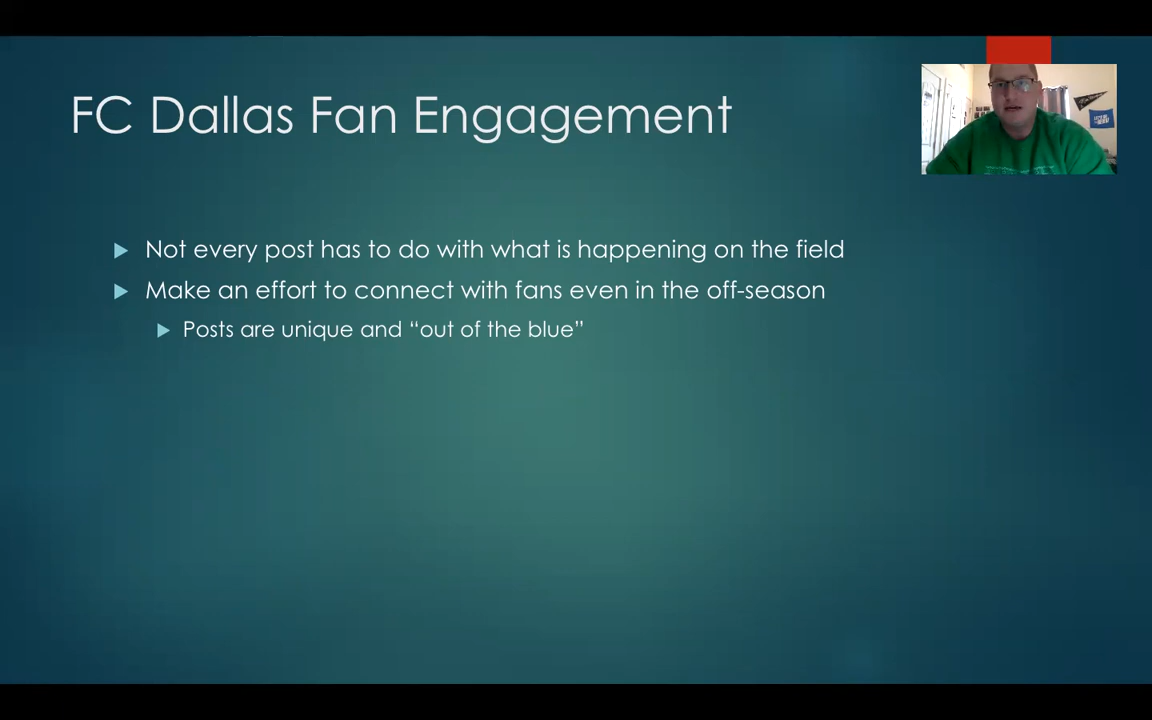 FC Dallas Fan Engagement
Not every post has to do with what is happening on the field
Make an effort to connect with fans even in the off-season
Posts are unique and “out of the blue”